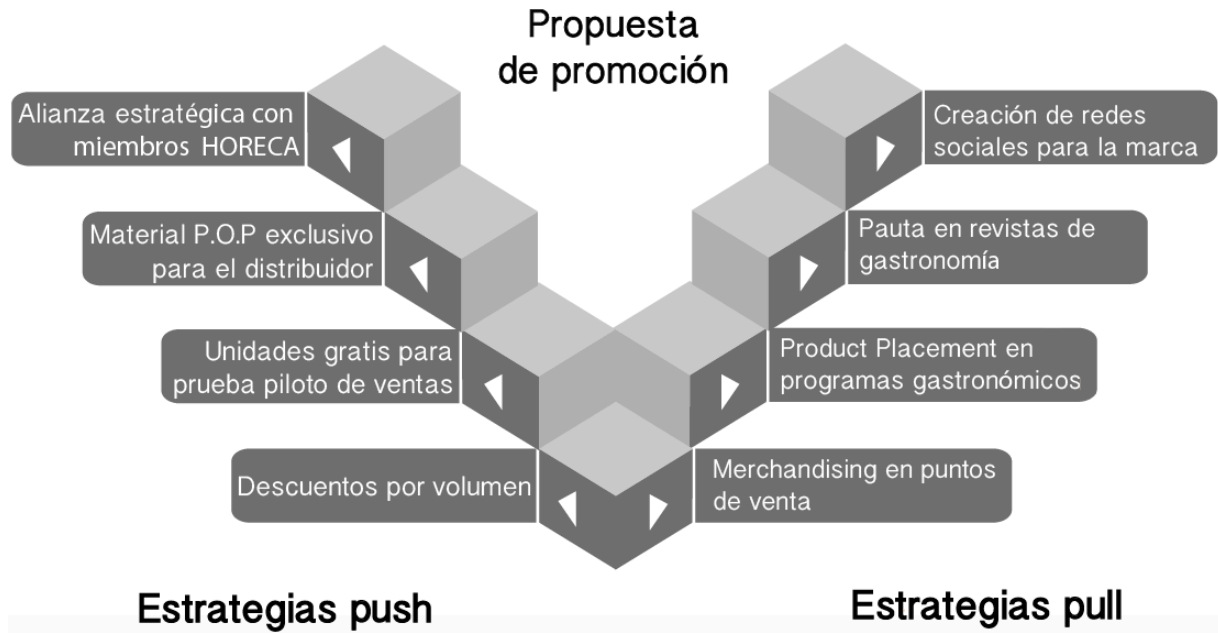 Propuesta
de promoción
Alianza estratégica con
miembros HORECA
Material P.O.P exclusivo
para el distribuidor
Unidades gratis para
prueba piloto de ventas
Descuentos por volumen
Creación de redes
sociales para la marca
Pauta en revistas de
gastronomía
Product Placement en
programas gastronómicos
Merchandising en puntos
de venta
Estrategias push
Estrategias pull